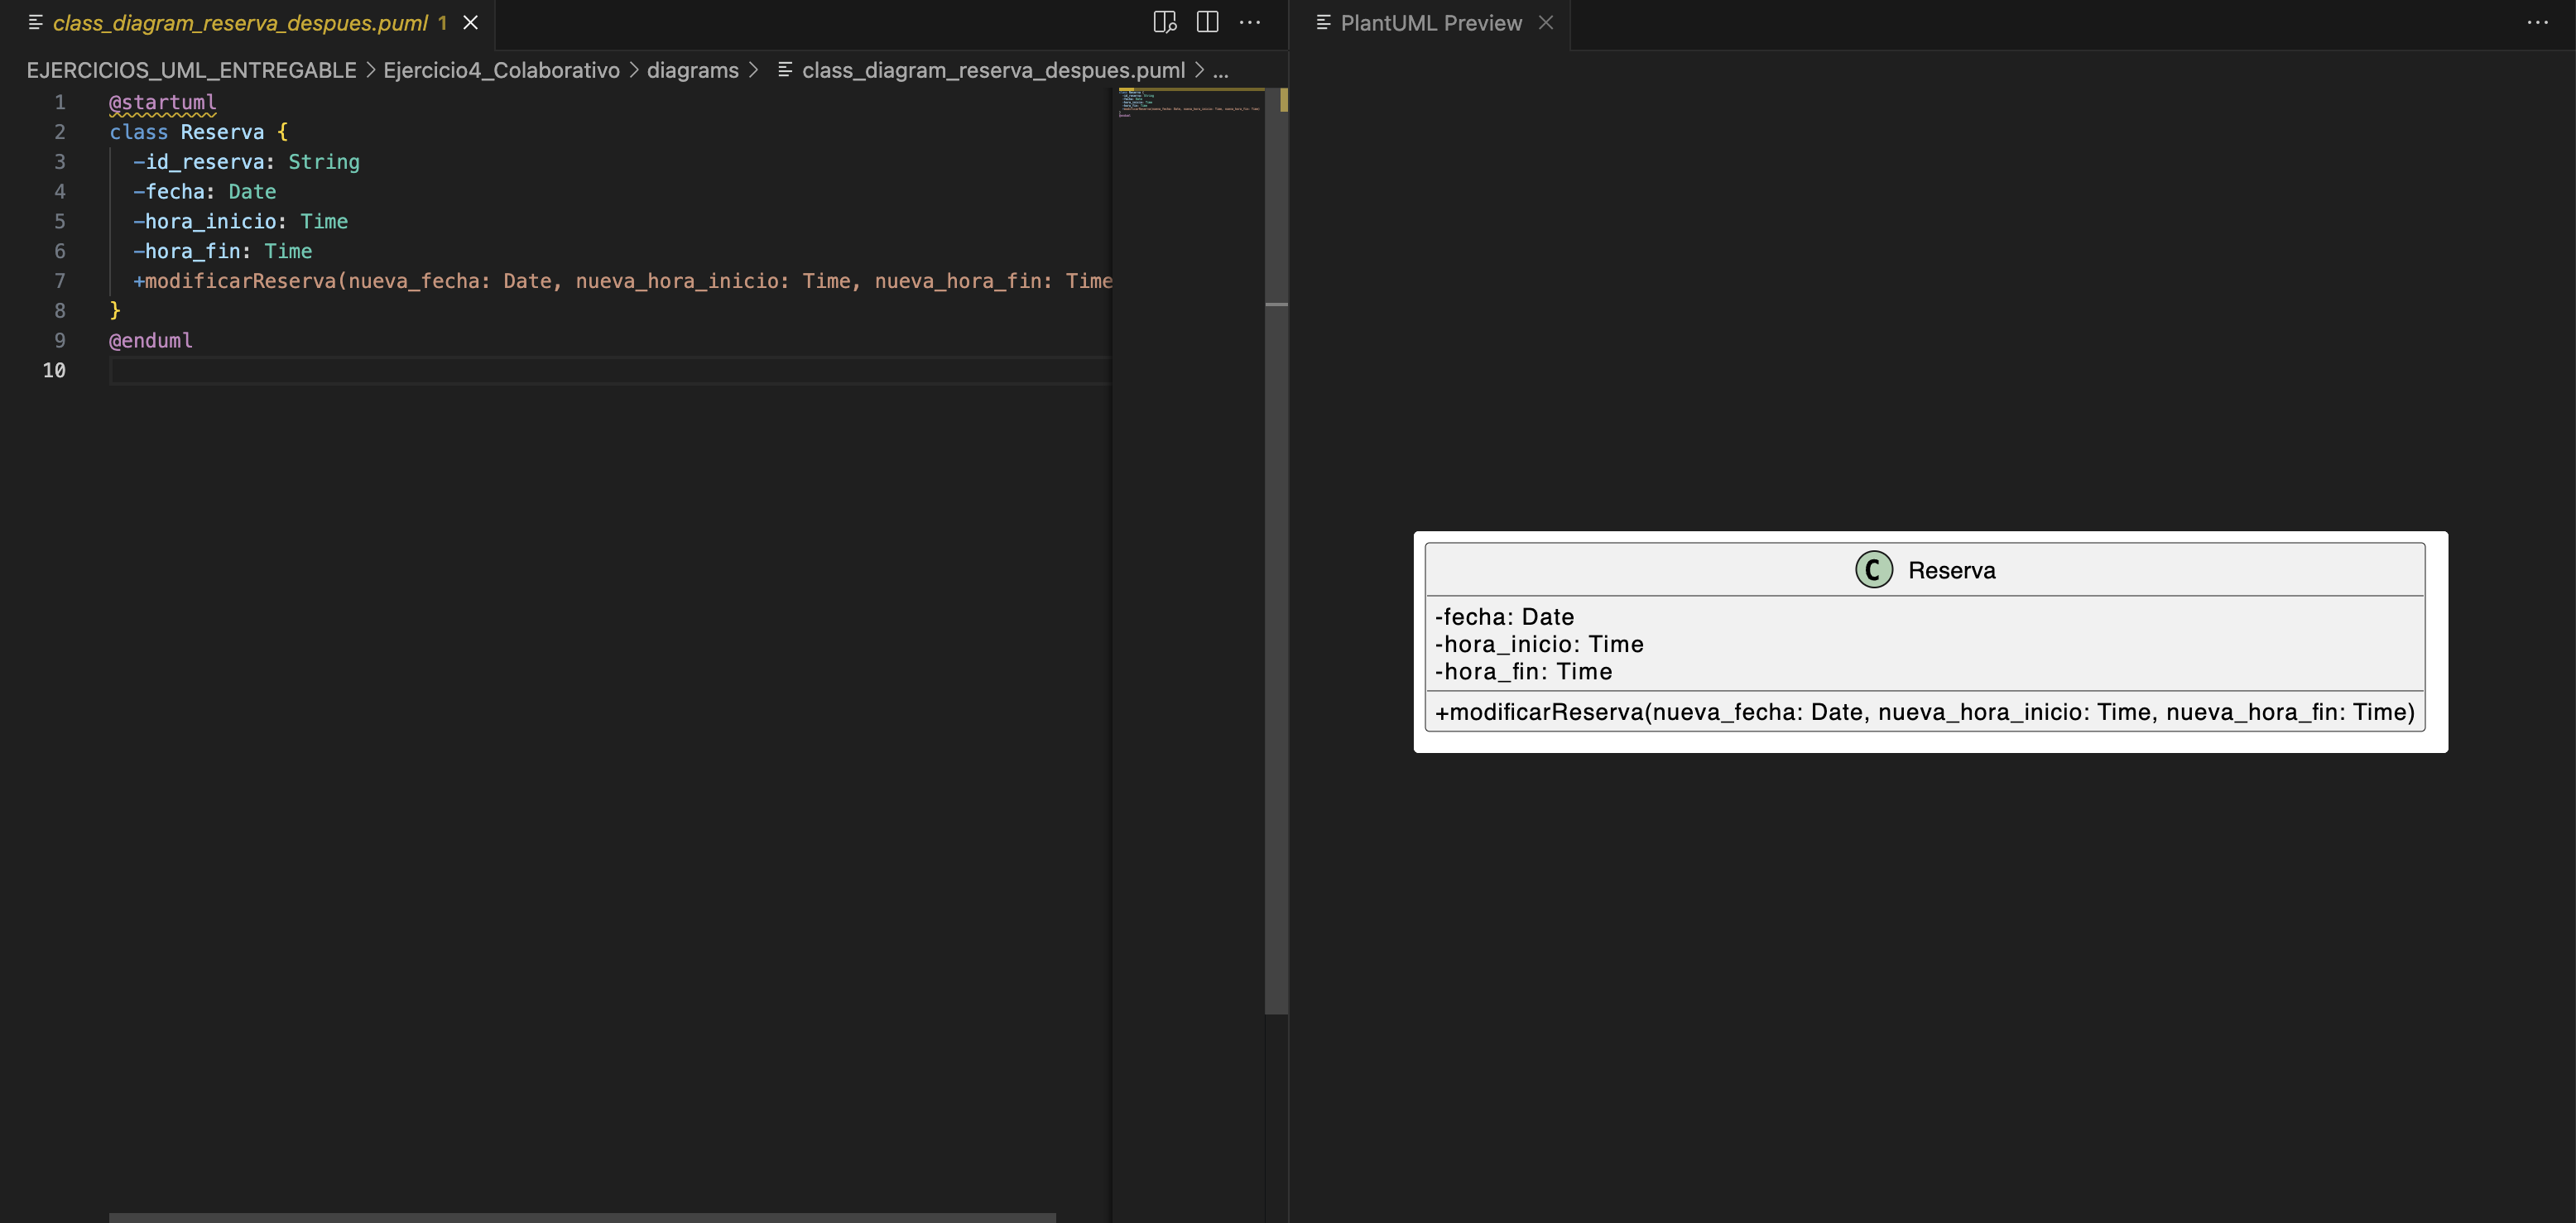 class_diagram_reserva_despues.puml 1
PlantUML Preview
EJERCICIOS_UML_ENTREGABLE > Ejercicio4_Colaborativo > diagrams > class_diagram_reserva_despues.puml > ...
1 @startuml
2 class Reserva {
3 -id_reserva: String
4 -fecha: Date
5 -hora_inicio: Time
6 -hora_fin: Time
7 +modificarReserva(nueva_fecha: Date, nueva_hora_inicio: Time, nueva_hora_fin: Time
8 }
9 @enduml
10
C Reserva
-fecha: Date
-hora_inicio: Time
-hora_fin: Time
+modificarReserva(nueva_fecha: Date, nueva_hora_inicio: Time, nueva_hora_fin: Time)